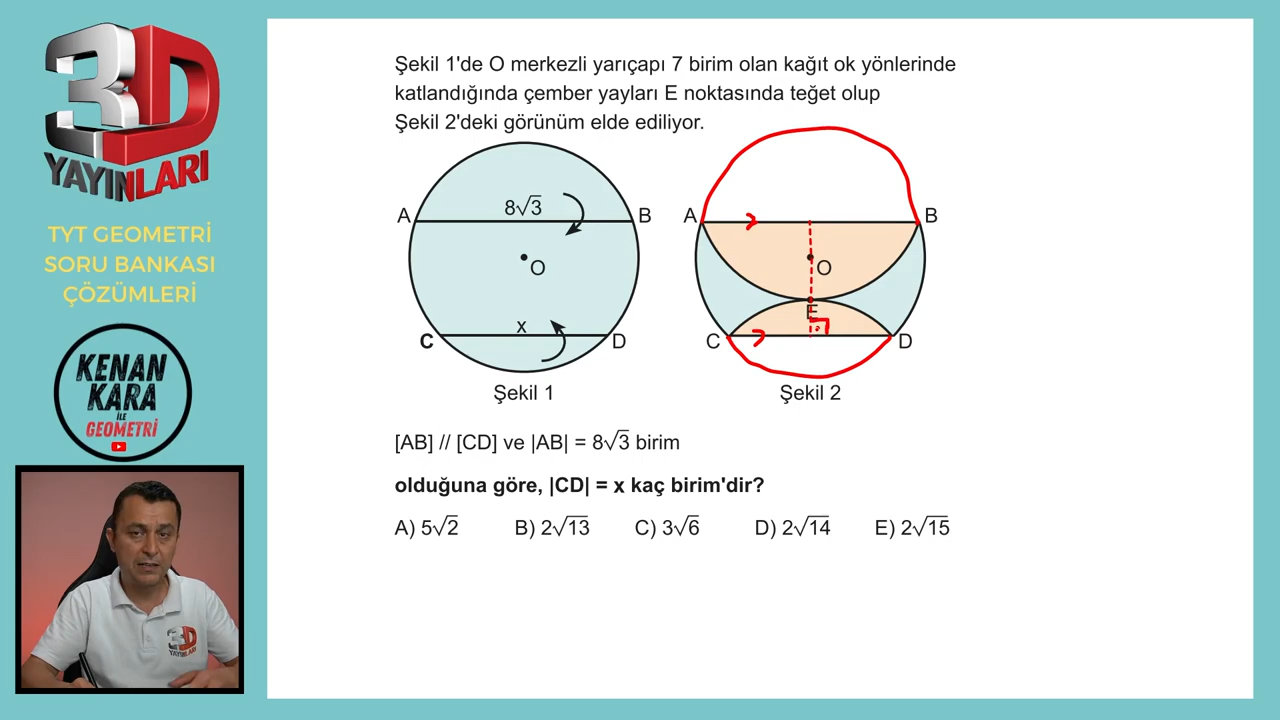 3D
YAYINLARI
TYT GEOMETRİ
SORU BANKASI
ÇÖZÜMLERİ
KENAN
KARA
İLE
GEOMETRİ
3D
YAYINLARI
Şekil 1'de O merkezli yarıçapı 7 birim olan kağıt ok yönlerinde
katlandığında çember yayları E noktasında teğet olup
Şekil 2'deki görünüm elde ediliyor.
A 8√3 B
O
C x D
Şekil 1
A B
O
E
C D
Şekil 2
[AB] // [CD] ve |AB| = 8√3 birim
olduğuna göre, |CD| = x kaç birim'dir?
A) 5√2 B) 2√13 C) 3√6 D) 2√14 E) 2√15